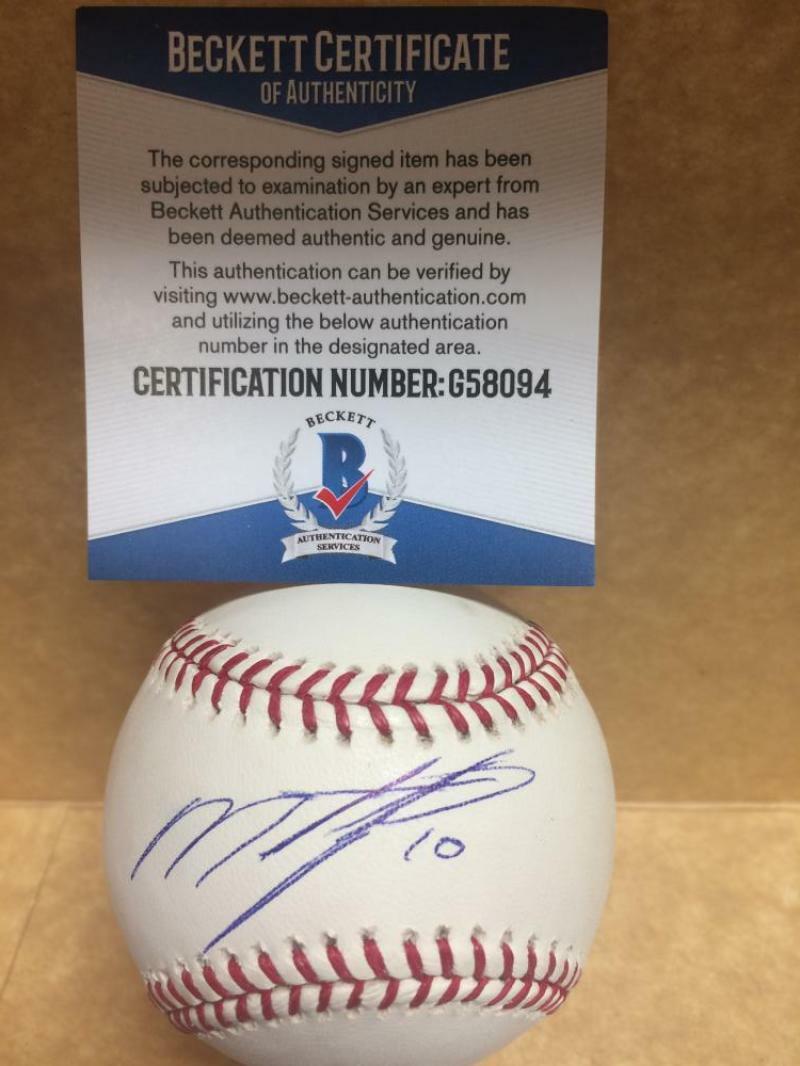 BECKETT CERTIFICATE
OF AUTHENTICITY
The corresponding signed item has been
subjected to examination by an expert from
Beckett Authentication Services and has
been deemed authentic and genuine.
This authentication can be verified by
visiting www.beckett-authentication.com
and utilizing the below authentication
number in the designated area.
CERTIFICATION NUMBER:G58094
BECKETT
B
AUTHENTICATION
SERVICES
10